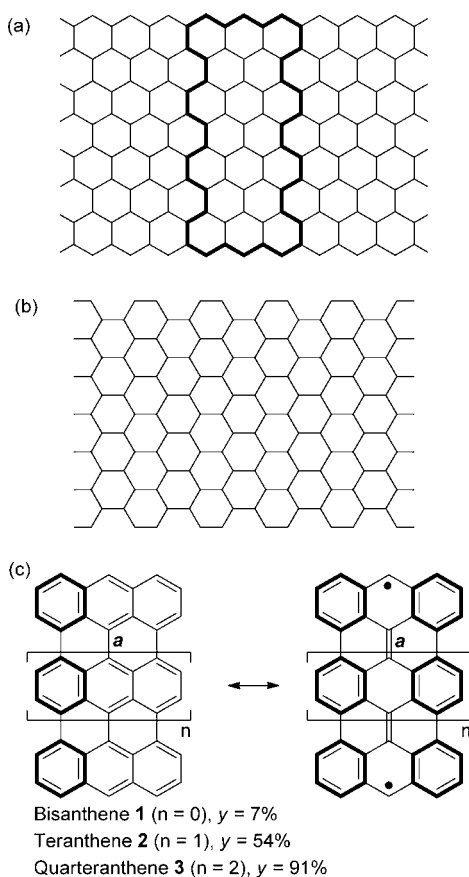 (a)
(b)
(c)
a
n
a
n
Bisanthene 1 (n = 0), y = 7%
Teranthene 2 (n = 1), y = 54%
Quarteranthene 3 (n = 2), y = 91%